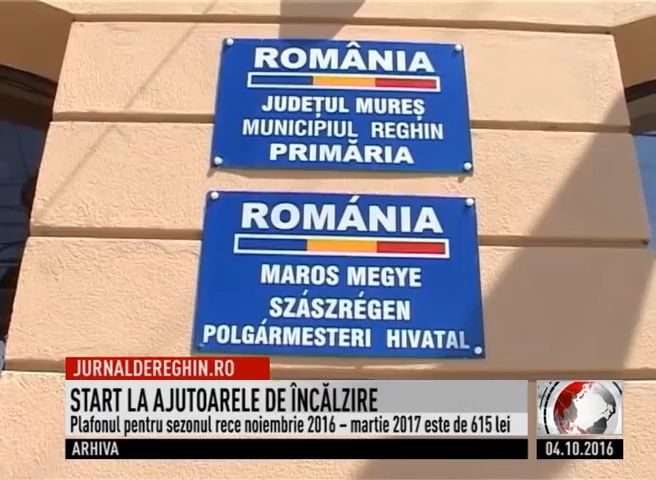 ROMÂNIA
JUDEȚUL MUREȘ
MUNICIPIUL REGHIN
PRIMĂRIA
ROMÁNIA
MAROS MEGYE
SZÁSZRÉGEN
POLGÁRMESTERI HIVATAL
JURNALDEREGHIN.RO
START LA AJUTOARELE DE ÎNCĂLZIRE
Plafonul pentru sezonul rece noiembrie 2016 – martie 2017 este de 615 lei
ARHIVA
04.10.2016